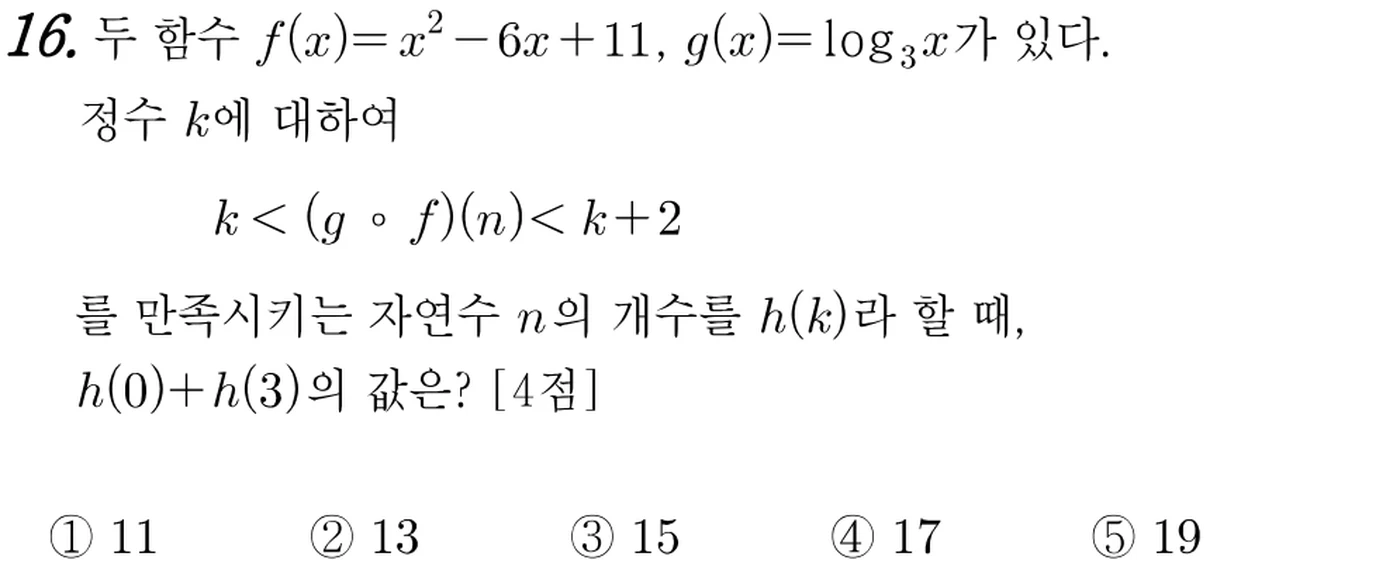 16. 두 함수 f(x)=x²-6x+11, g(x)=log₃x가 있다.
정수 k에 대하여
k<(g∘f)(n)<k+2
를 만족시키는 자연수 n의 개수를 h(k)라 할 때,
h(0)+h(3)의 값은? [4점]
① 11 ② 13 ③ 15 ④ 17 ⑤ 19